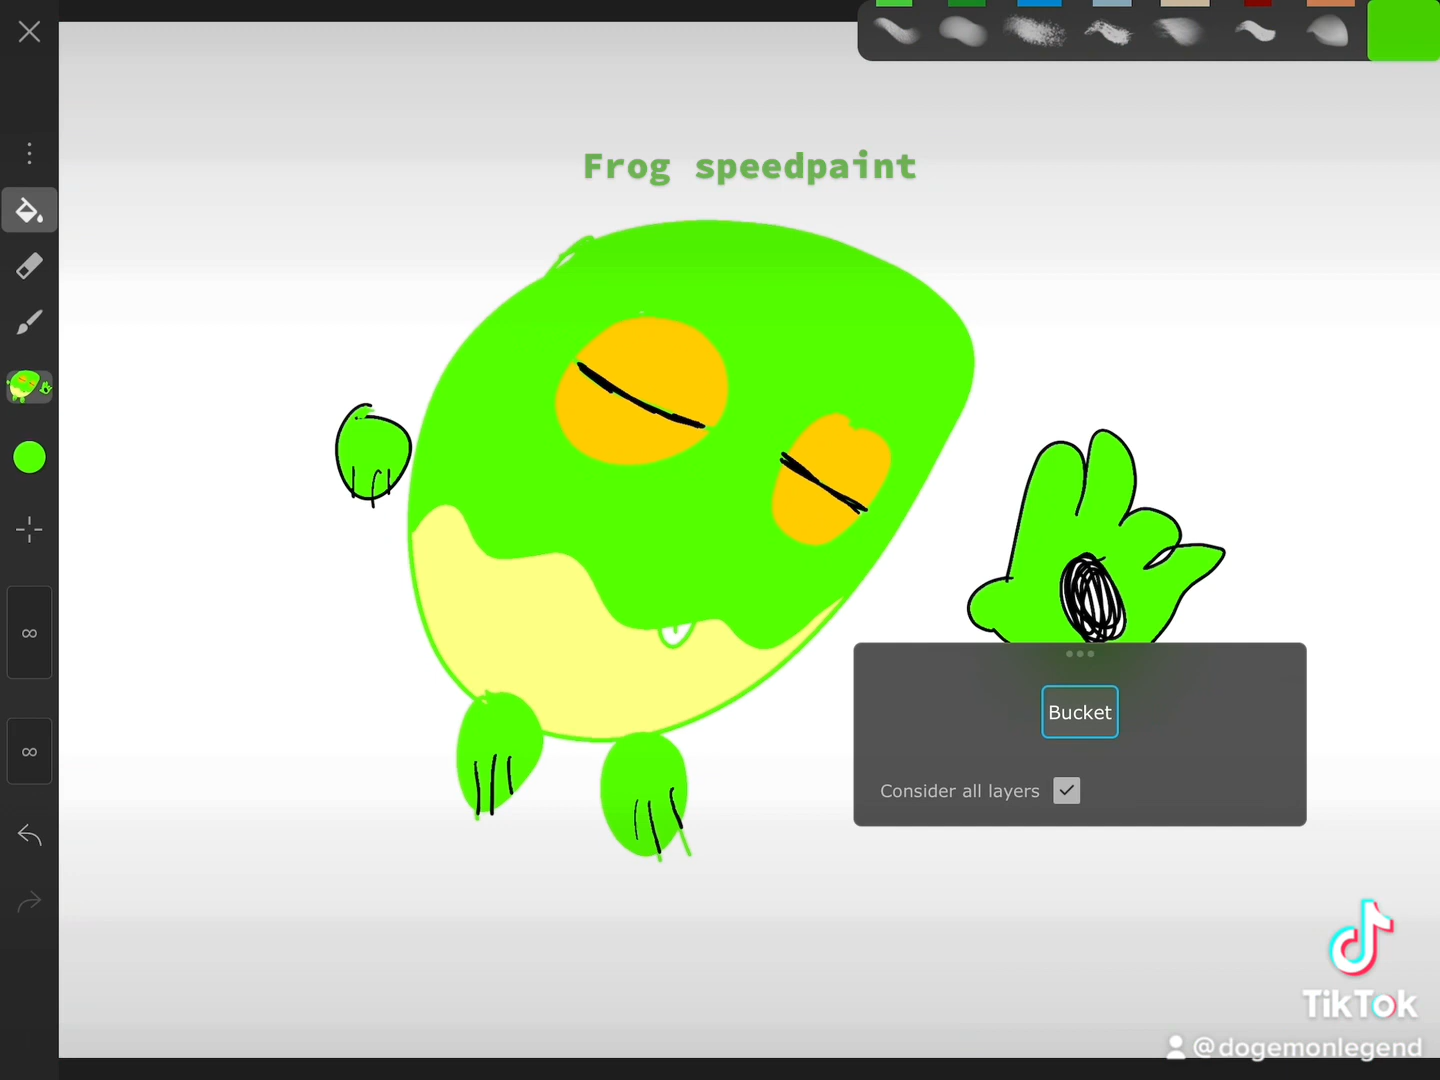 Frog speedpaint
∞
Bucket
Consider all layers
∞
TikTok
@dogemonlegend